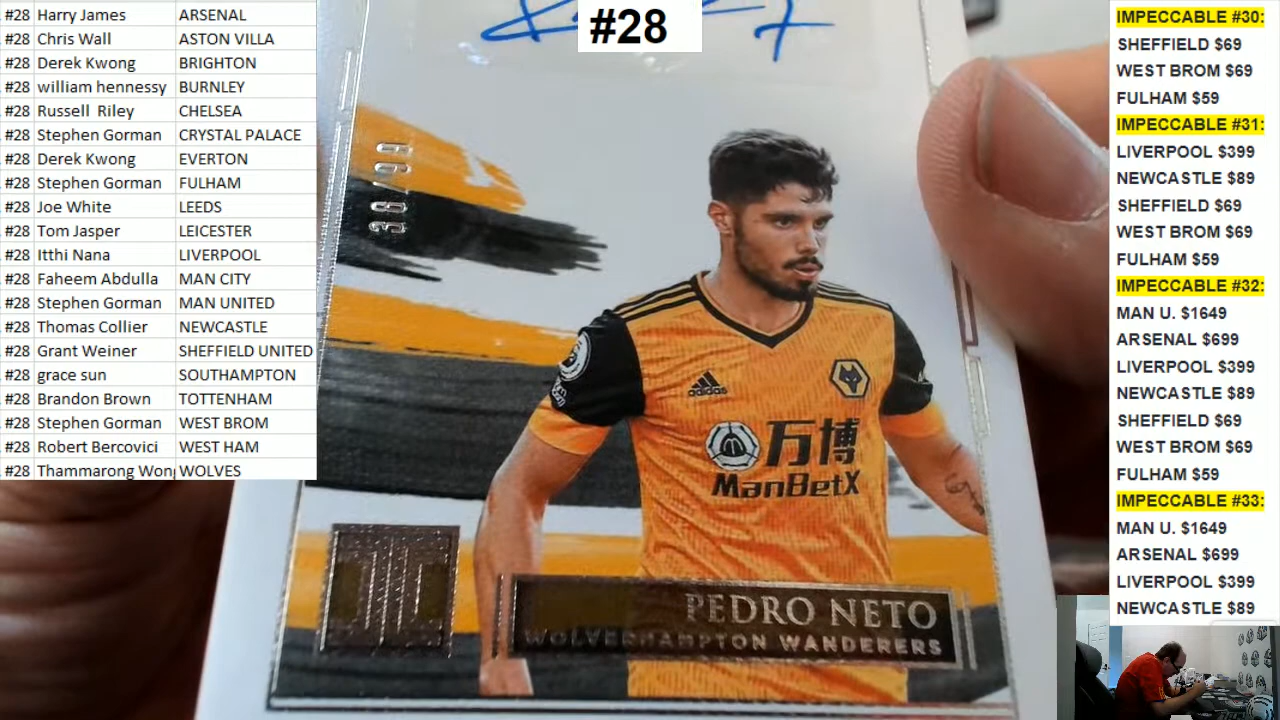 #28 Harry James ARSENAL
#28 Chris Wall ASTON VILLA
#28 Derek Kwong BRIGHTON
#28 william hennessy BURNLEY
#28 Russell Riley CHELSEA
#28 Stephen Gorman CRYSTAL PALACE
#28 Derek Kwong EVERTON
#28 Stephen Gorman FULHAM
#28 Joe White LEEDS
#28 Tom Jasper LEICESTER
#28 Itthi Nana LIVERPOOL
#28 Faheem Abdulla MAN CITY
#28 Stephen Gorman MAN UNITED
#28 Thomas Collier NEWCASTLE
#28 Grant Weiner SHEFFIELD UNITED
#28 grace sun SOUTHAMPTON
#28 Brandon Brown TOTTENHAM
#28 Stephen Gorman WEST BROM
#28 Robert Bercovici WEST HAM
#28 Thammarong Wong WOLVES
#28
38/99
adidas
万博
ManBetX
PEDRO NETO
WOLVERHAMPTON WANDERERS
IMPECCABLE #30:
SHEFFIELD $69
WEST BROM $69
FULHAM $59
IMPECCABLE #31:
LIVERPOOL $399
NEWCASTLE $89
SHEFFIELD $69
WEST BROM $69
FULHAM $59
IMPECCABLE #32:
MAN U. $1649
ARSENAL $699
LIVERPOOL $399
NEWCASTLE $89
SHEFFIELD $69
WEST BROM $69
FULHAM $59
IMPECCABLE #33:
MAN U. $1649
ARSENAL $699
LIVERPOOL $399
NEWCASTLE $89